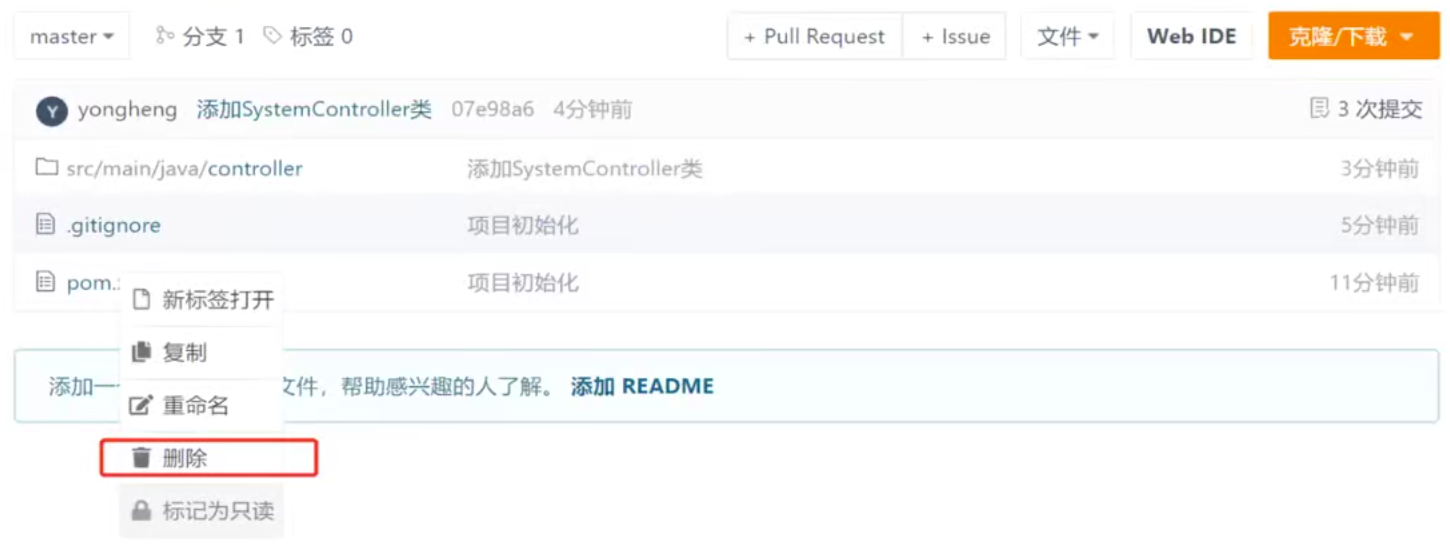 master 分支 1 标签 0 + Pull Request + Issue 文件 Web IDE 克隆/下载
Y yongheng 添加SystemController类 07e98a6 4分钟前 3 次提交
src/main/java/controller 添加SystemController类 3分钟前
.gitignore 项目初始化 5分钟前
pom. 项目初始化 11分钟前
新标签打开
复制
添加一 文件，帮助感兴趣的人了解。 添加 README
重命名
删除
标记为只读